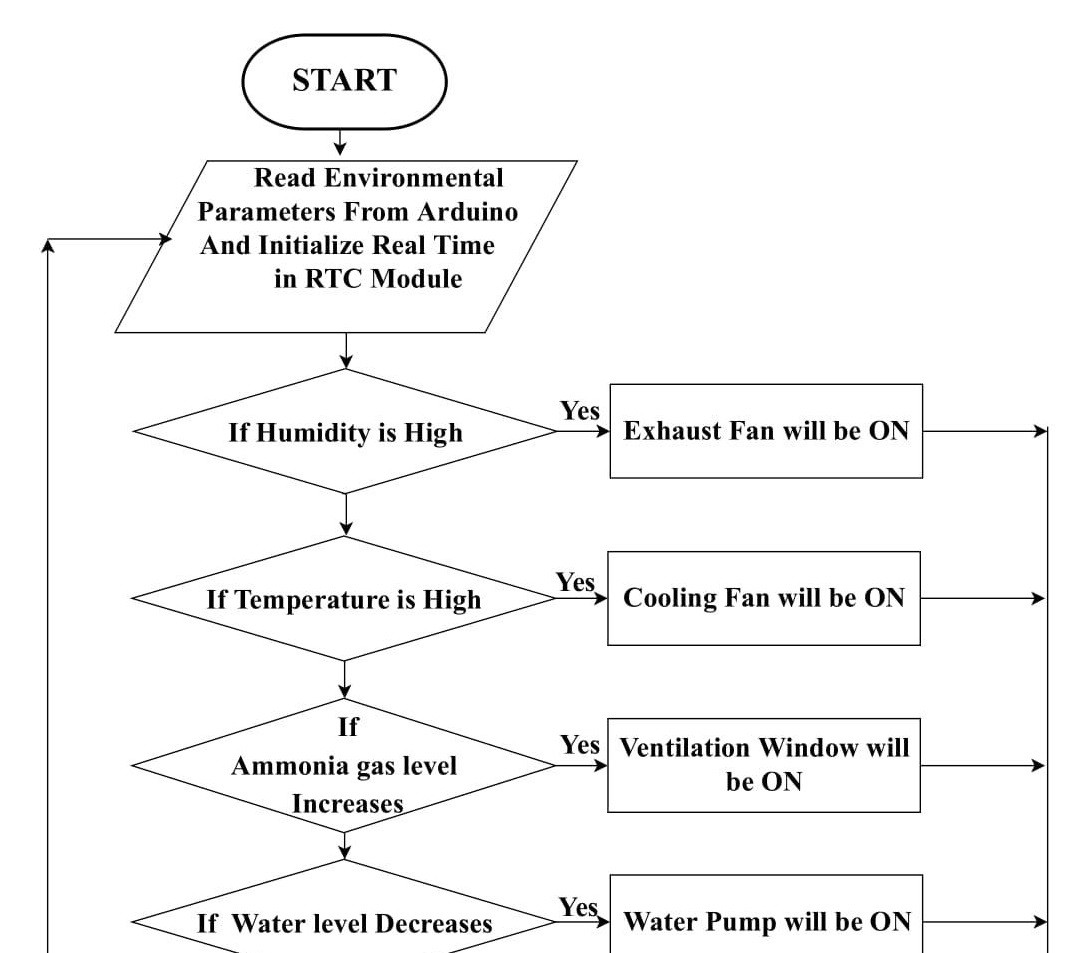 START
Read Environmental
Parameters From Arduino
And Initialize Real Time
in RTC Module
If Humidity is High
Yes
Exhaust Fan will be ON
If Temperature is High
Yes
Cooling Fan will be ON
If
Ammonia gas level
Increases
Yes
Ventilation Window will
be ON
If Water level Decreases
Yes
Water Pump will be ON